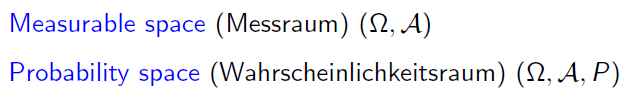 Measurable space (Messraum) (Ω, 𝒜)
Probability space (Wahrscheinlichkeitsraum) (Ω, 𝒜, P)